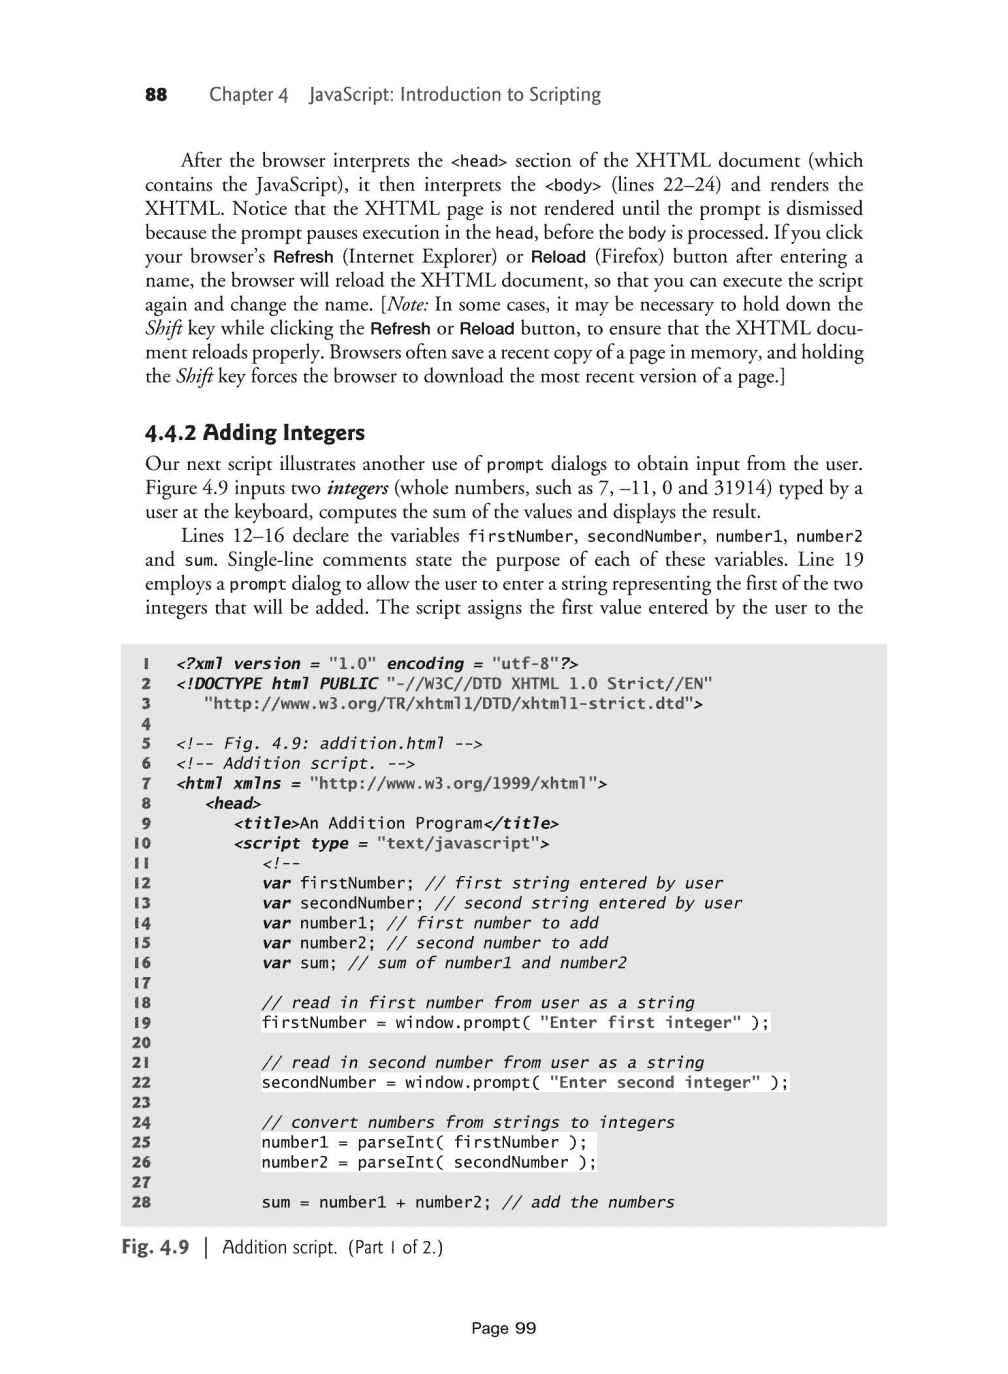 88 Chapter 4 JavaScript: Introduction to Scripting
After the browser interprets the <head> section of the XHTML document (which
contains the JavaScript), it then interprets the <body> (lines 22–24) and renders the
XHTML. Notice that the XHTML page is not rendered until the prompt is dismissed
because the prompt pauses execution in the head, before the body is processed. If you click
your browser's Refresh (Internet Explorer) or Reload (Firefox) button after entering a
name, the browser will reload the XHTML document, so that you can execute the script
again and change the name. [Note: In some cases, it may be necessary to hold down the
Shift key while clicking the Refresh or Reload button, to ensure that the XHTML docu-
ment reloads properly. Browsers often save a recent copy of a page in memory, and holding
the Shift key forces the browser to download the most recent version of a page.]
4.4.2 Adding Integers
Our next script illustrates another use of prompt dialogs to obtain input from the user.
Figure 4.9 inputs two integers (whole numbers, such as 7, –11, 0 and 31914) typed by a
user at the keyboard, computes the sum of the values and displays the result.
Lines 12–16 declare the variables firstNumber, secondNumber, number1, number2
and sum. Single-line comments state the purpose of each of these variables. Line 19
employs a prompt dialog to allow the user to enter a string representing the first of the two
integers that will be added. The script assigns the first value entered by the user to the
1 <?xml version = "1.0" encoding = "utf-8"?>
2 <!DOCTYPE html PUBLIC "-//W3C//DTD XHTML 1.0 Strict//EN"
3 "http://www.w3.org/TR/xhtml1/DTD/xhtml1-strict.dtd">
4
5 <!-- Fig. 4.9: addition.html -->
6 <!-- Addition script. -->
7 <html xmlns = "http://www.w3.org/1999/xhtml">
8 <head>
9 <title>An Addition Program</title>
10 <script type = "text/javascript">
11 <!--
12 var firstNumber; // first string entered by user
13 var secondNumber; // second string entered by user
14 var number1; // first number to add
15 var number2; // second number to add
16 var sum; // sum of number1 and number2
17
18 // read in first number from user as a string
19 firstNumber = window.prompt( "Enter first integer" );
20
21 // read in second number from user as a string
22 secondNumber = window.prompt( "Enter second integer" );
23
24 // convert numbers from strings to integers
25 number1 = parseInt( firstNumber );
26 number2 = parseInt( secondNumber );
27
28 sum = number1 + number2; // add the numbers
Fig. 4.9 | Addition script. (Part 1 of 2.)
Page 99